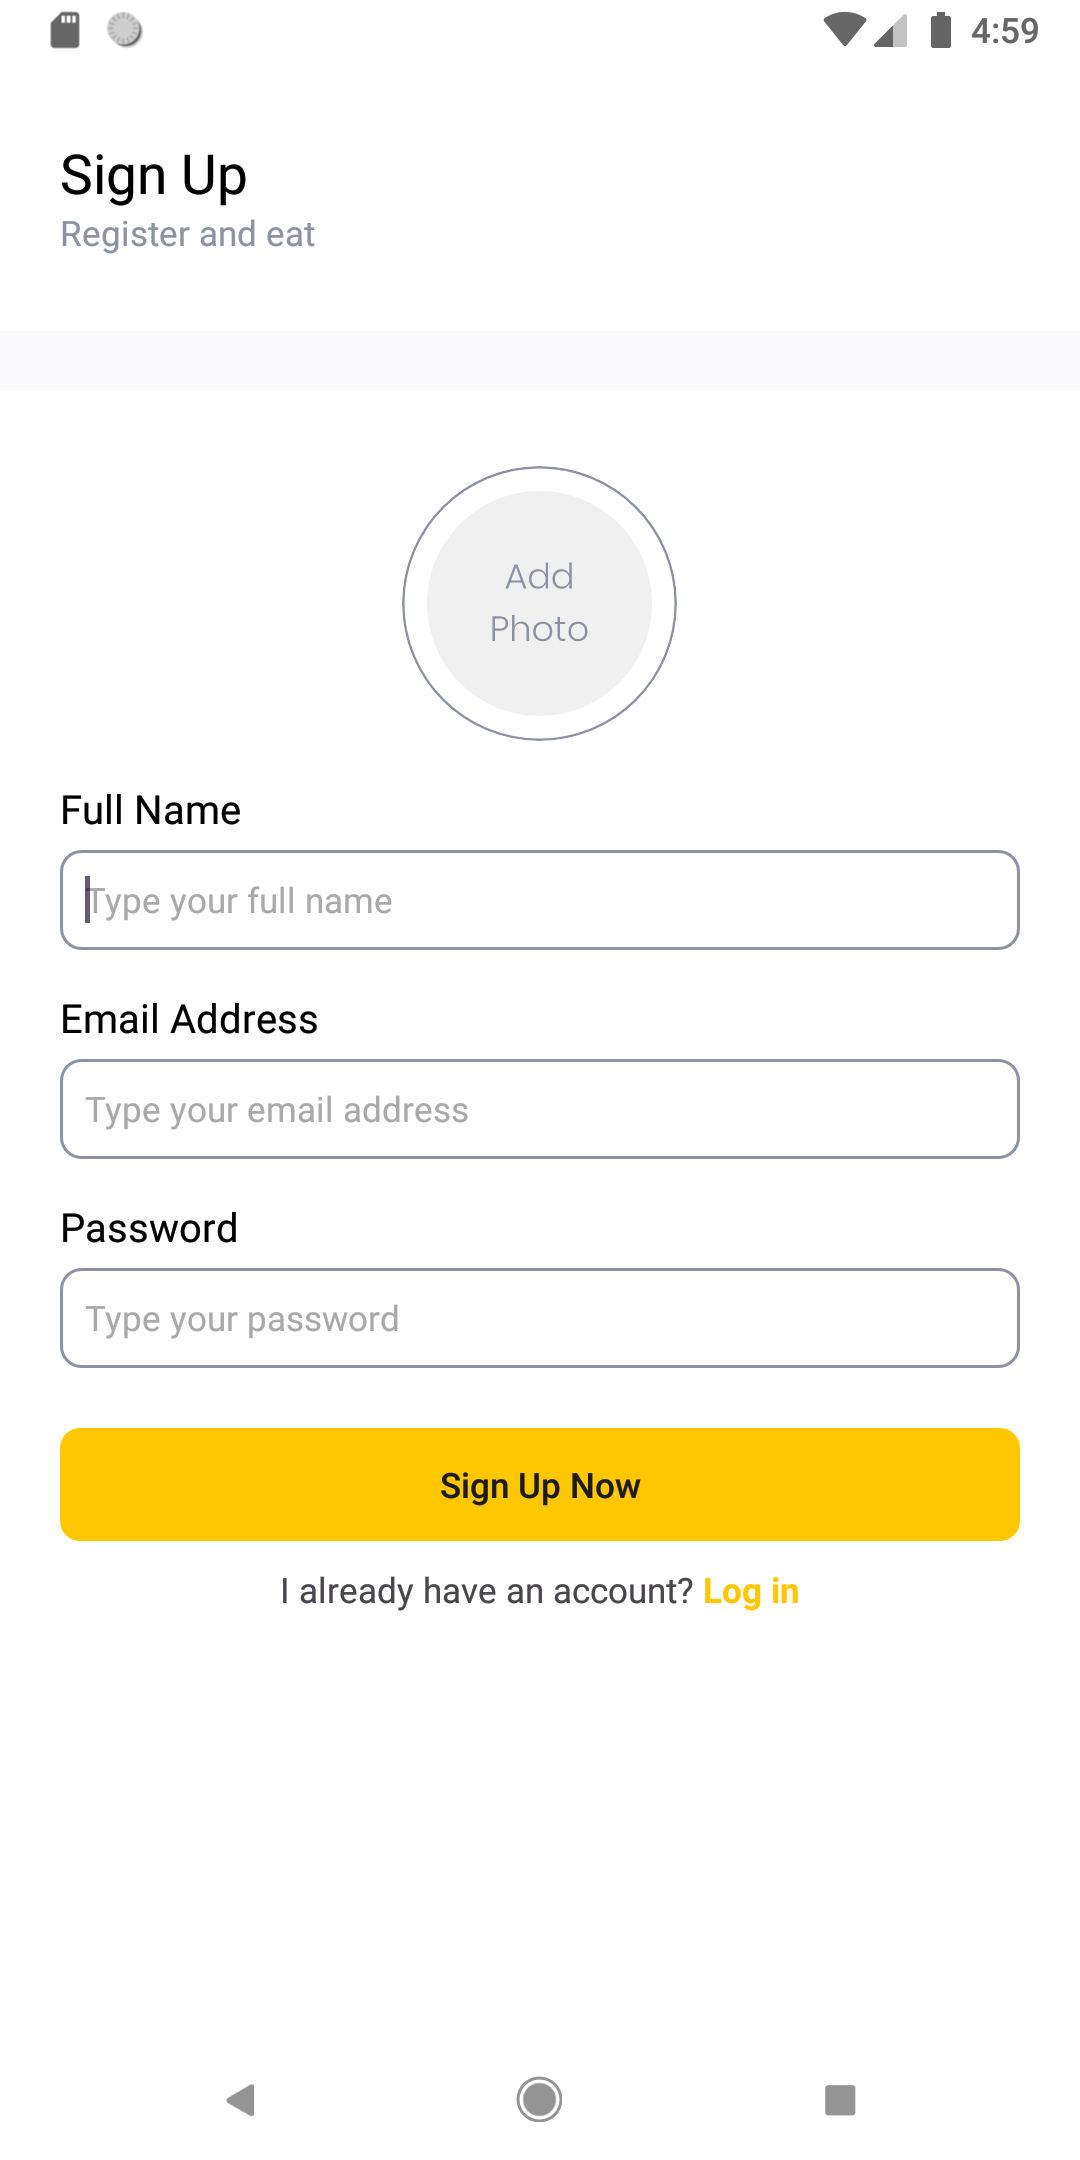 4:59
Sign Up
Register and eat
Add
Photo
Full Name
Type your full name
Email Address
Type your email address
Password
Type your password
Sign Up Now
I already have an account? Log in